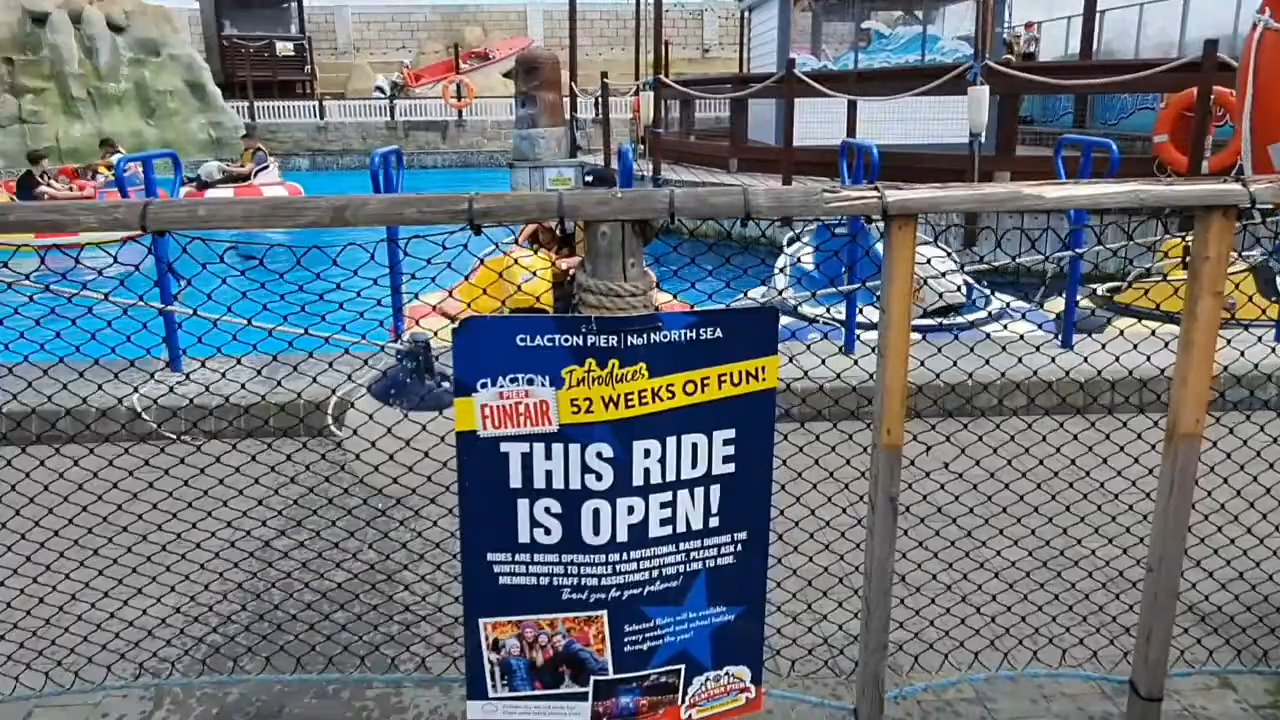 CLACTON PIER | No1 NORTH SEA
CLACTON
PIER
FUNFAIR
Introduces
52 WEEKS OF FUN!
THIS RIDE
IS OPEN!
RIDES ARE BEING OPERATED ON A ROTATIONAL BASIS DURING THE
WINTER MONTHS TO ENABLE YOUR ENJOYMENT. PLEASE ASK A
MEMBER OF STAFF FOR ASSISTANCE IF YOU'D LIKE TO RIDE.
Thank you for your patience!
Selected Rides will be available
every weekend and school holiday
throughout the year!
CLACTON PIER